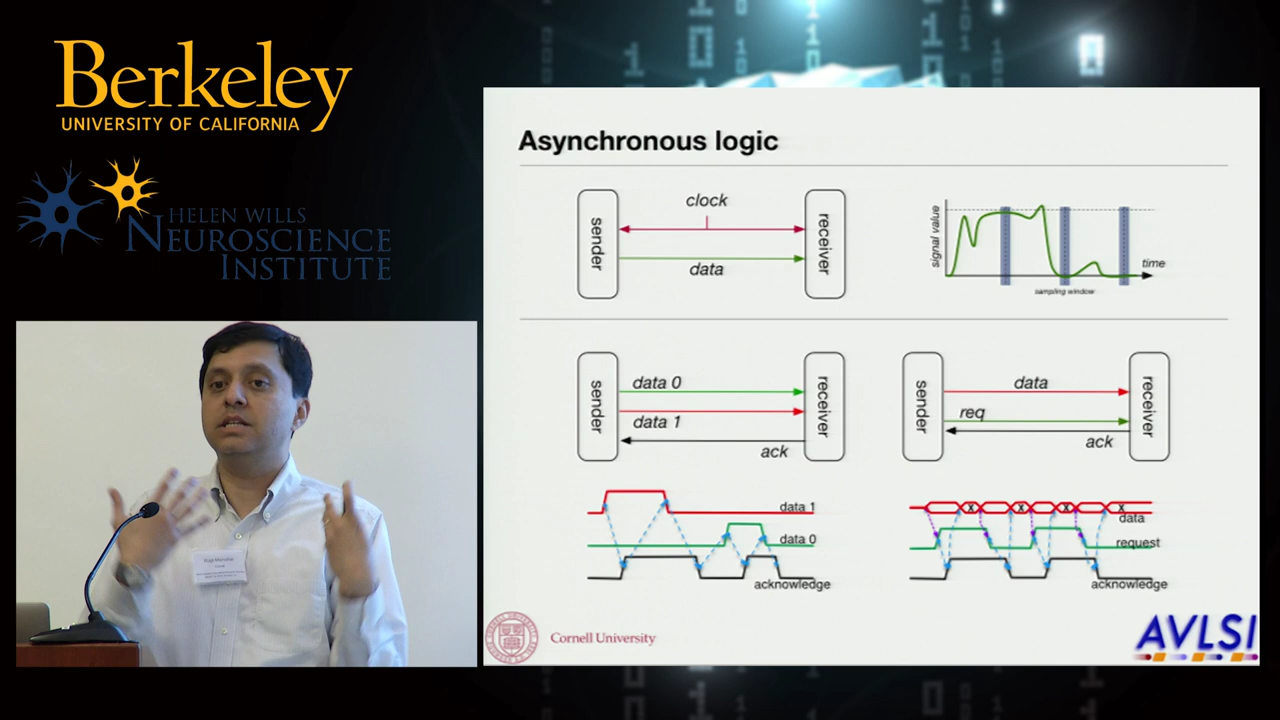 Berkeley
UNIVERSITY OF CALIFORNIA
HELEN WILLS
NEUROSCIENCE
INSTITUTE
Asynchronous logic
sender
clock
data
receiver
signal value
time
sampling window
sender
data 0
data 1
ack
receiver
sender
data
req
ack
receiver
data 1
data 0
acknowledge
x
x
x
x
x
data
request
acknowledge
Cornell University
AVLSI